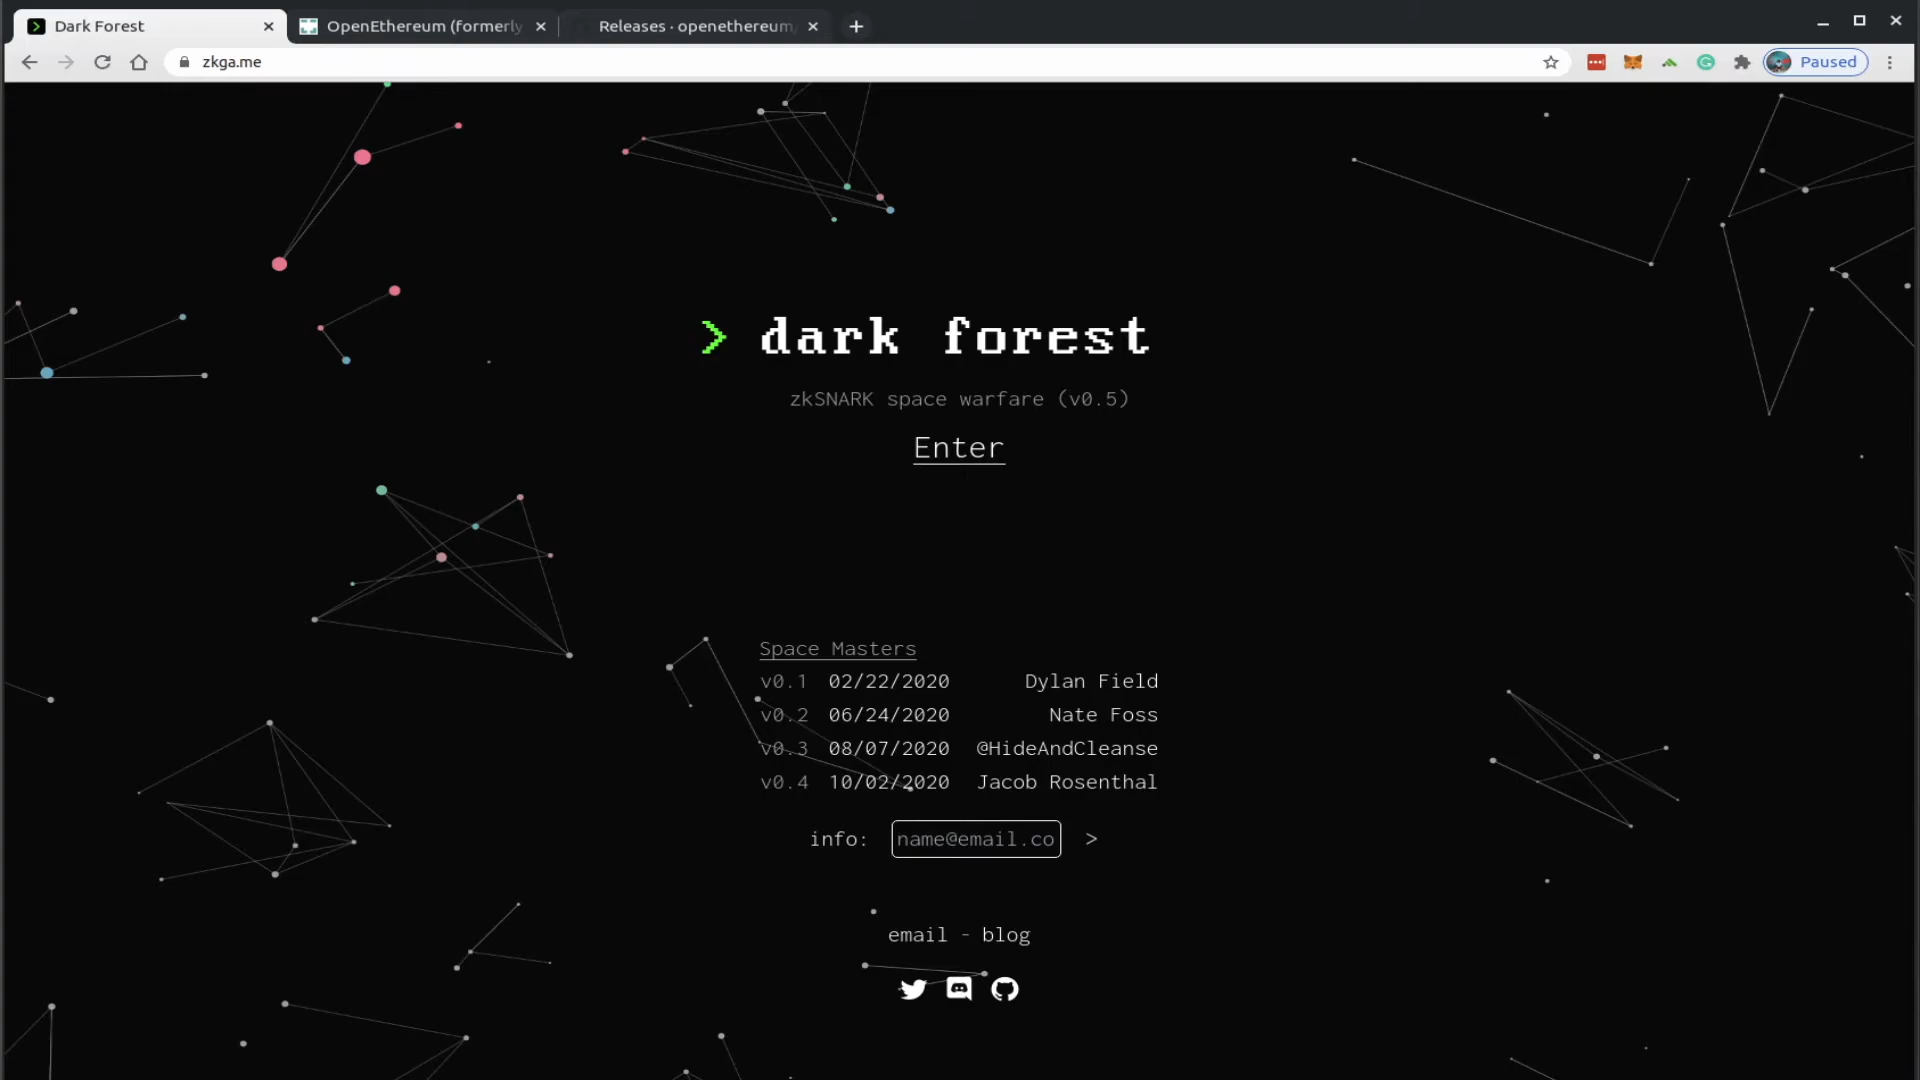 Dark Forest
OpenEthereum (formerly
Releases · openethereum/
zkga.me
Paused
> dark forest
zkSNARK space warfare (v0.5)
Enter
Space Masters
v0.1 02/22/2020 Dylan Field
v0.2 06/24/2020 Nate Foss
v0.3 08/07/2020 @HideAndCleanse
v0.4 10/02/2020 Jacob Rosenthal
info: name@email.co >
email - blog